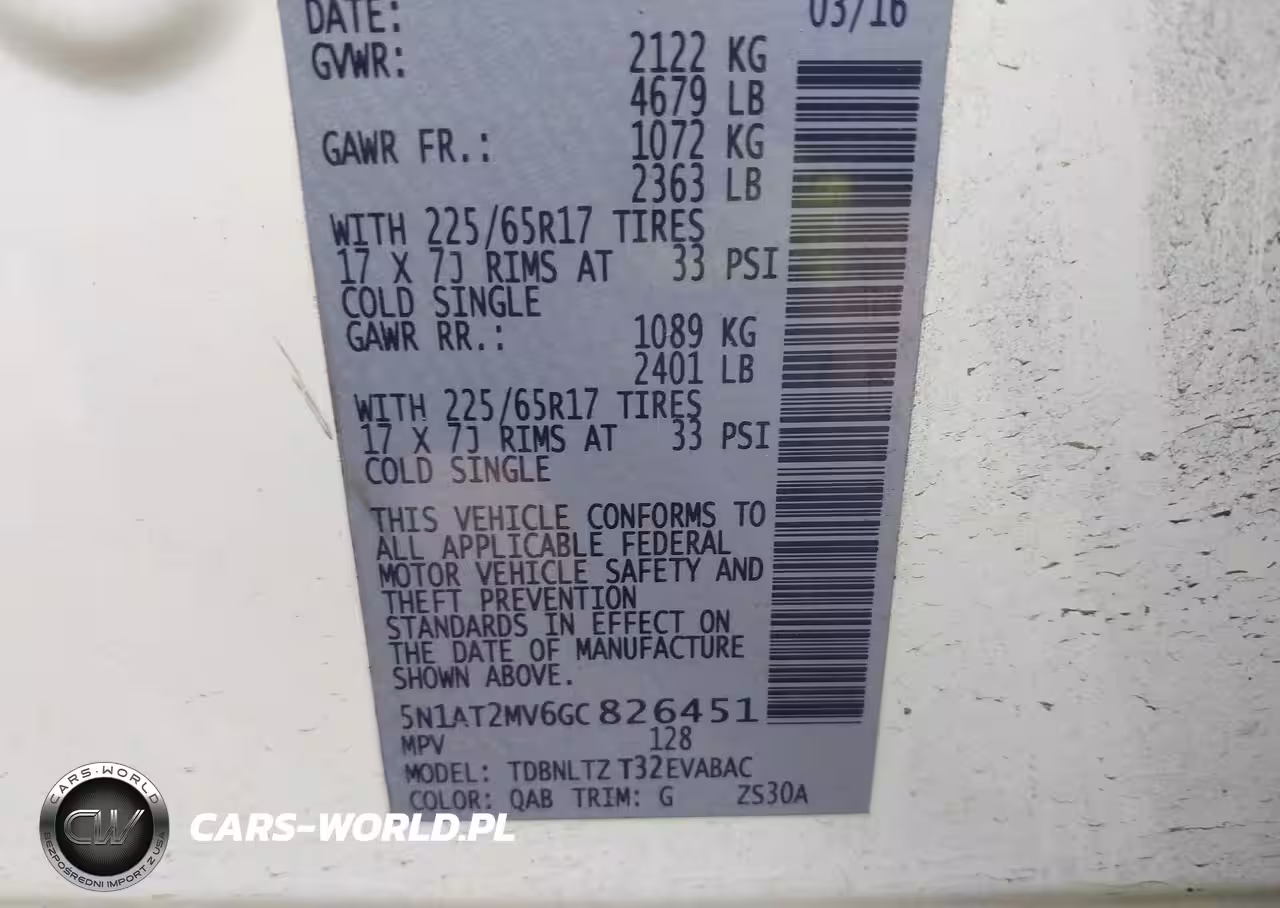 DATE: 03/16
GVWR: 2122 KG
4679 LB
GAWR FR.: 1072 KG
2363 LB
WITH 225/65R17 TIRES
17 X 7J RIMS AT 33 PSI
COLD SINGLE
GAWR RR.: 1089 KG
2401 LB
WITH 225/65R17 TIRES
17 X 7J RIMS AT 33 PSI
COLD SINGLE
THIS VEHICLE CONFORMS TO
ALL APPLICABLE FEDERAL
MOTOR VEHICLE SAFETY AND
THEFT PREVENTION
STANDARDS IN EFFECT ON
THE DATE OF MANUFACTURE
SHOWN ABOVE.
5N1AT2MV6GC826451
MPV 128
MODEL: TDBNLTZ T32EVABAC
COLOR: QAB TRIM: G ZS30A
CARS-WORLD
CW
BEZPOŚREDNI IMPORT Z USA
CARS-WORLD.PL